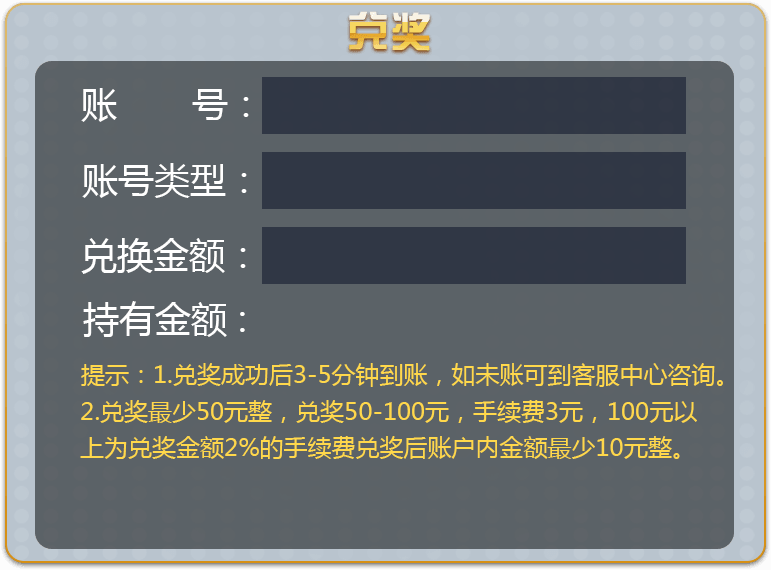 兑奖
账 号：
账号类型：
兑换金额：
持有金额：
提示：1.兑奖成功后3-5分钟到账，如未账可到客服中心咨询。
2.兑奖最少50元整，兑奖50-100元，手续费3元，100元以
上为兑奖金额2%的手续费兑奖后账户内金额最少10元整。